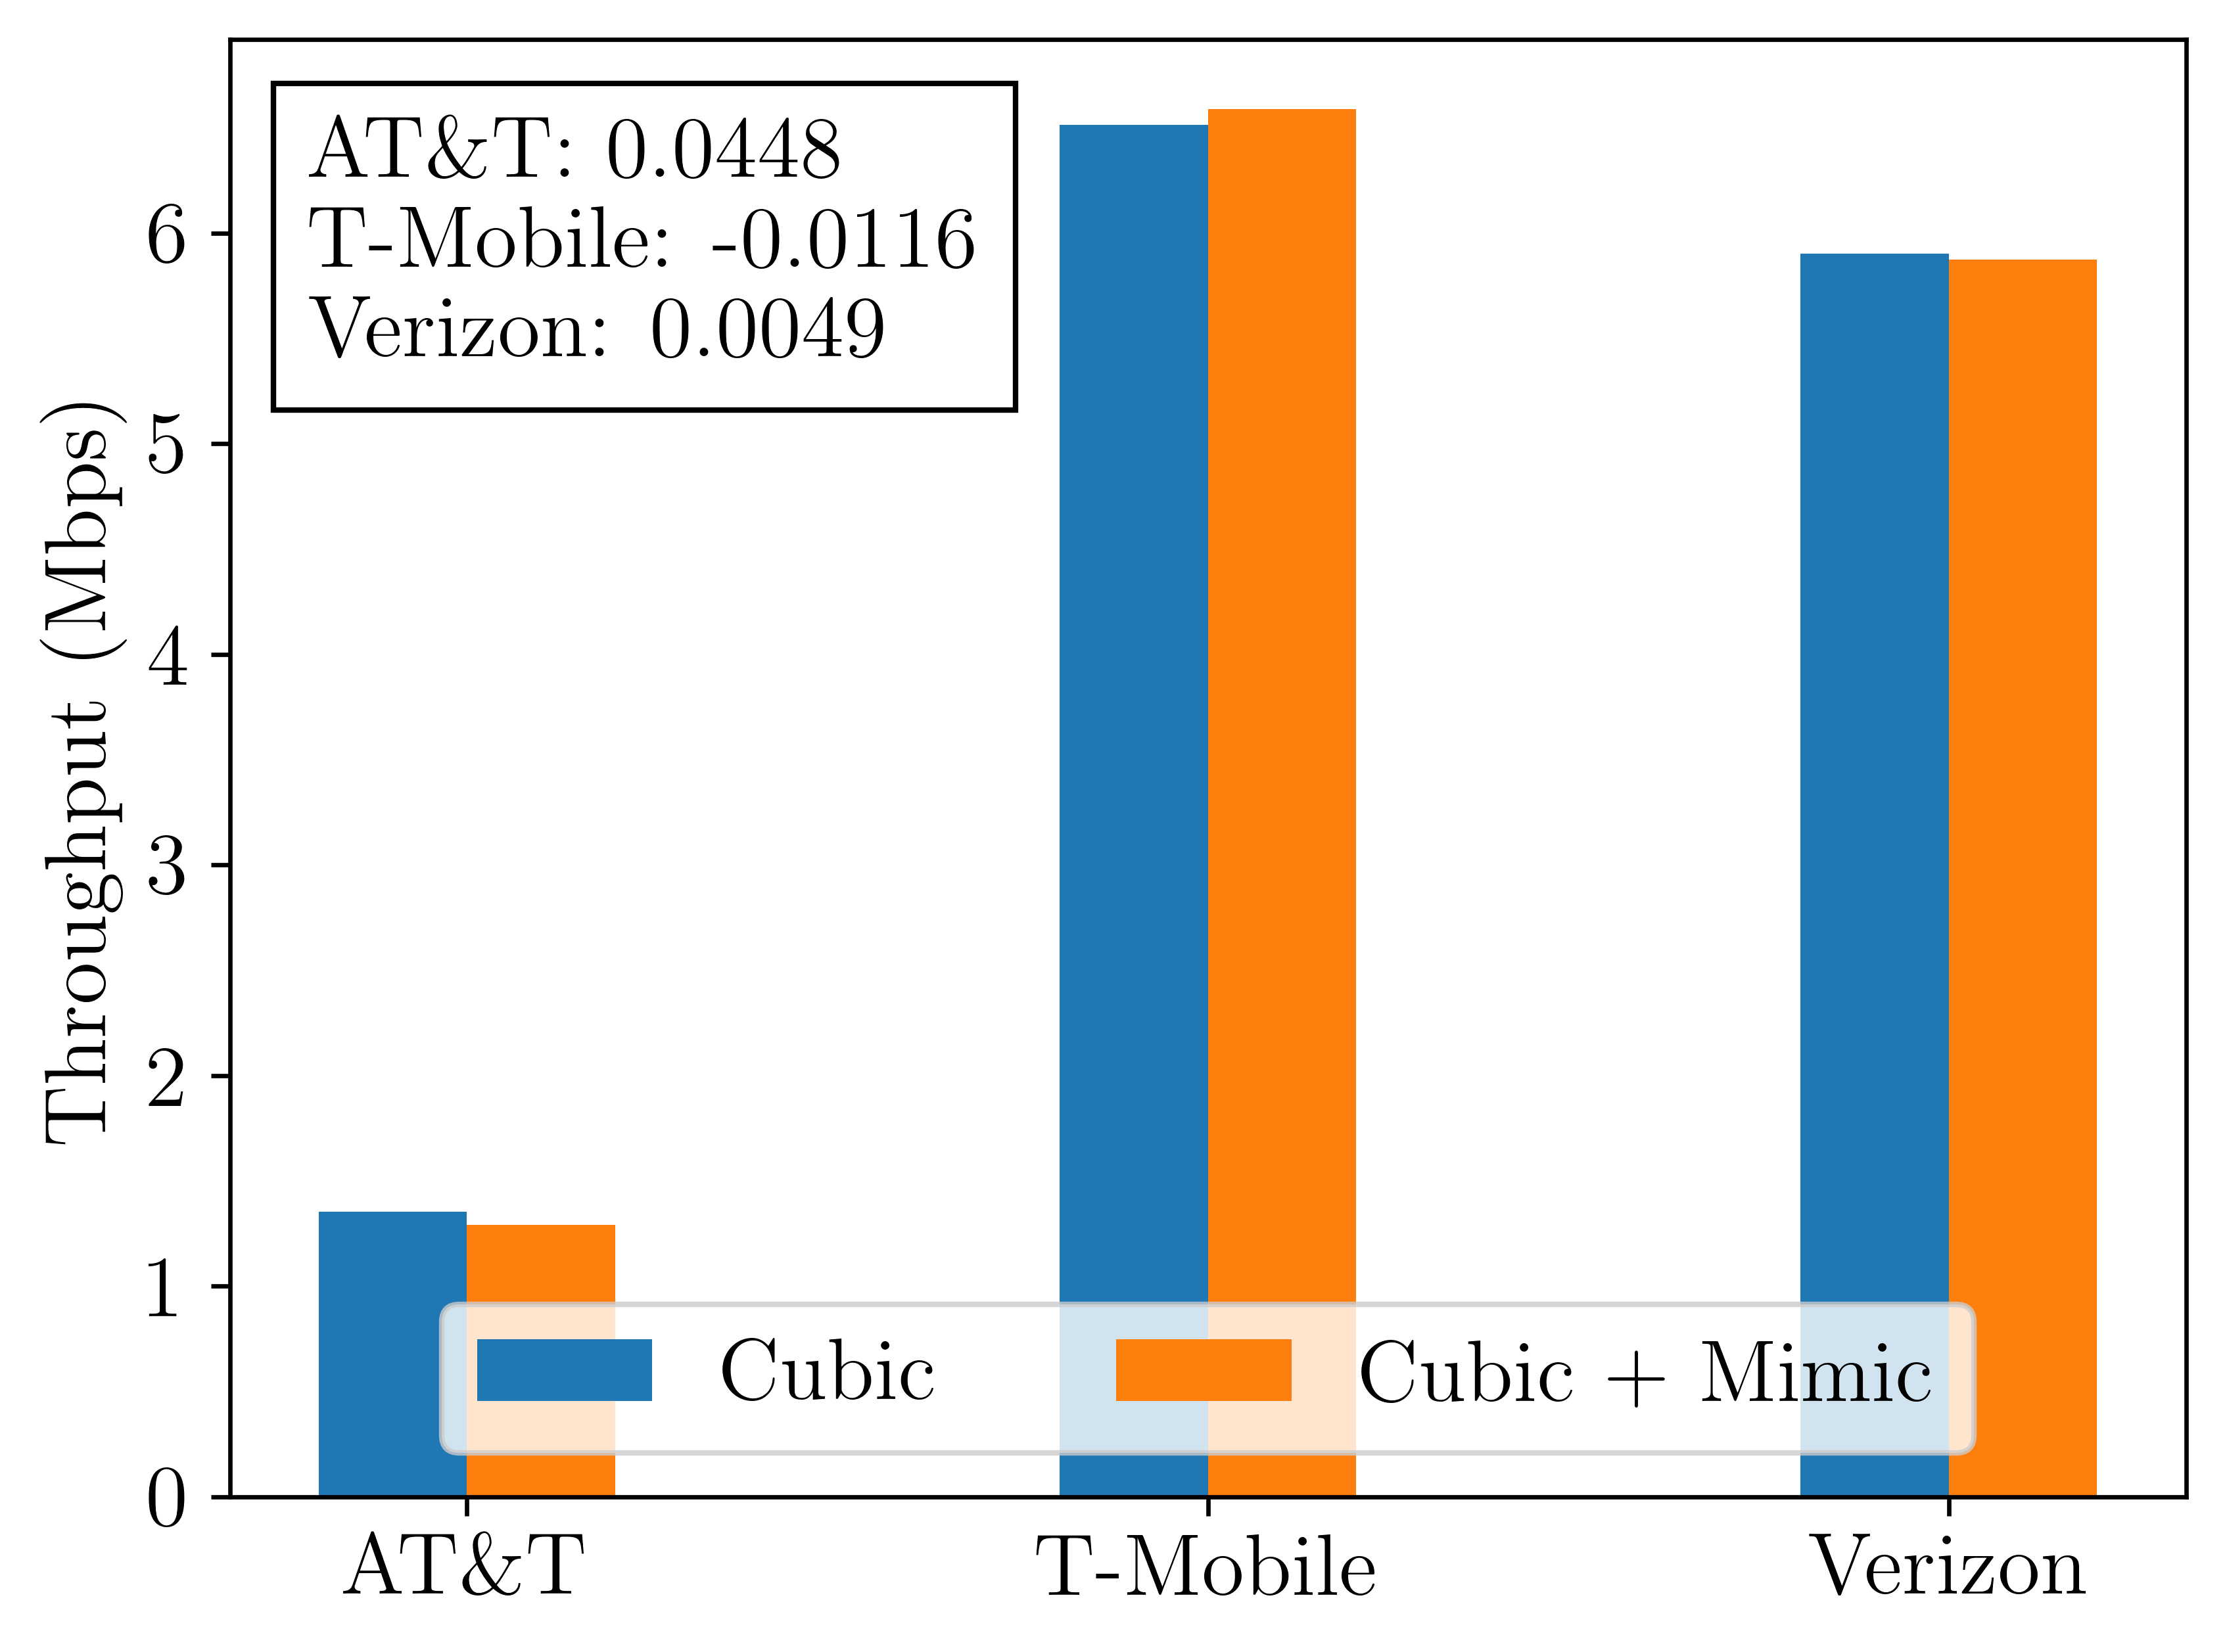 AT&T: 0.0448
T-Mobile: -0.0116
Verizon: 0.0049
Throughput (Mbps)
6
5
4
3
2
1
0
Cubic
Cubic + Mimic
AT&T
T-Mobile
Verizon